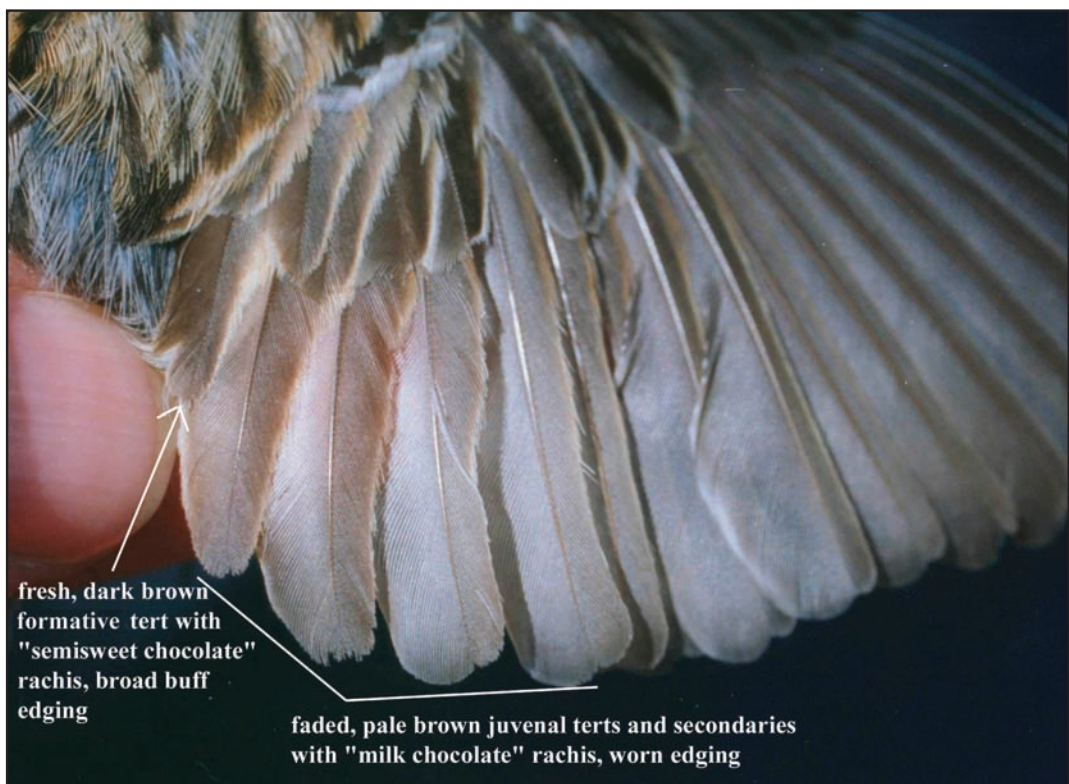 fresh, dark brown
formative tert with
"semisweet chocolate"
rachis, broad buff
edging
faded, pale brown juvenal terts and secondaries
with "milk chocolate" rachis, worn edging